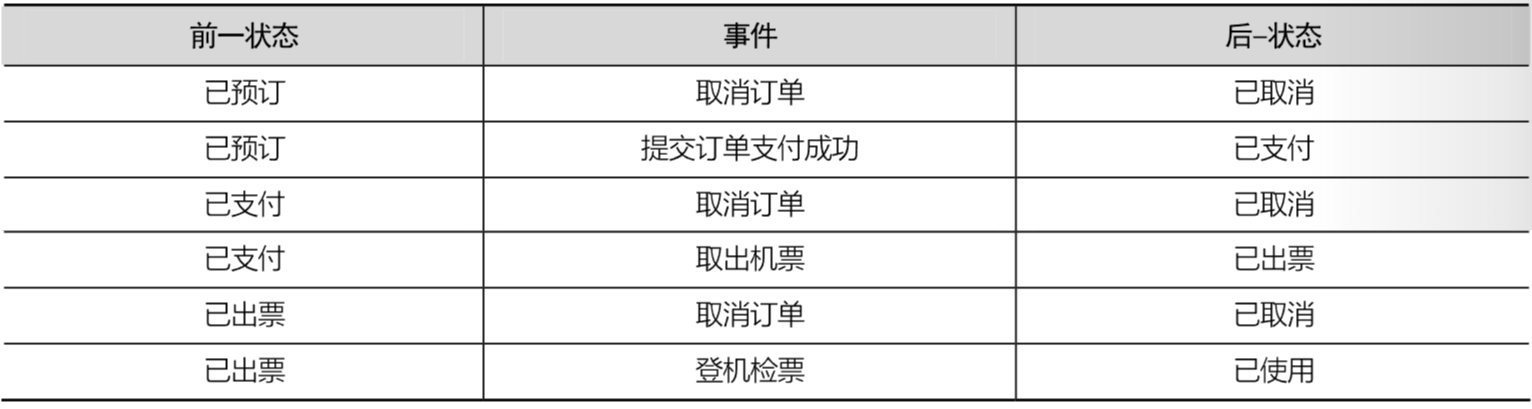 前一状态 事件 后-状态
已预订 取消订单 已取消
已预订 提交订单支付成功 已支付
已支付 取消订单 已取消
已支付 取出机票 已出票
已出票 取消订单 已取消
已出票 登机检票 已使用